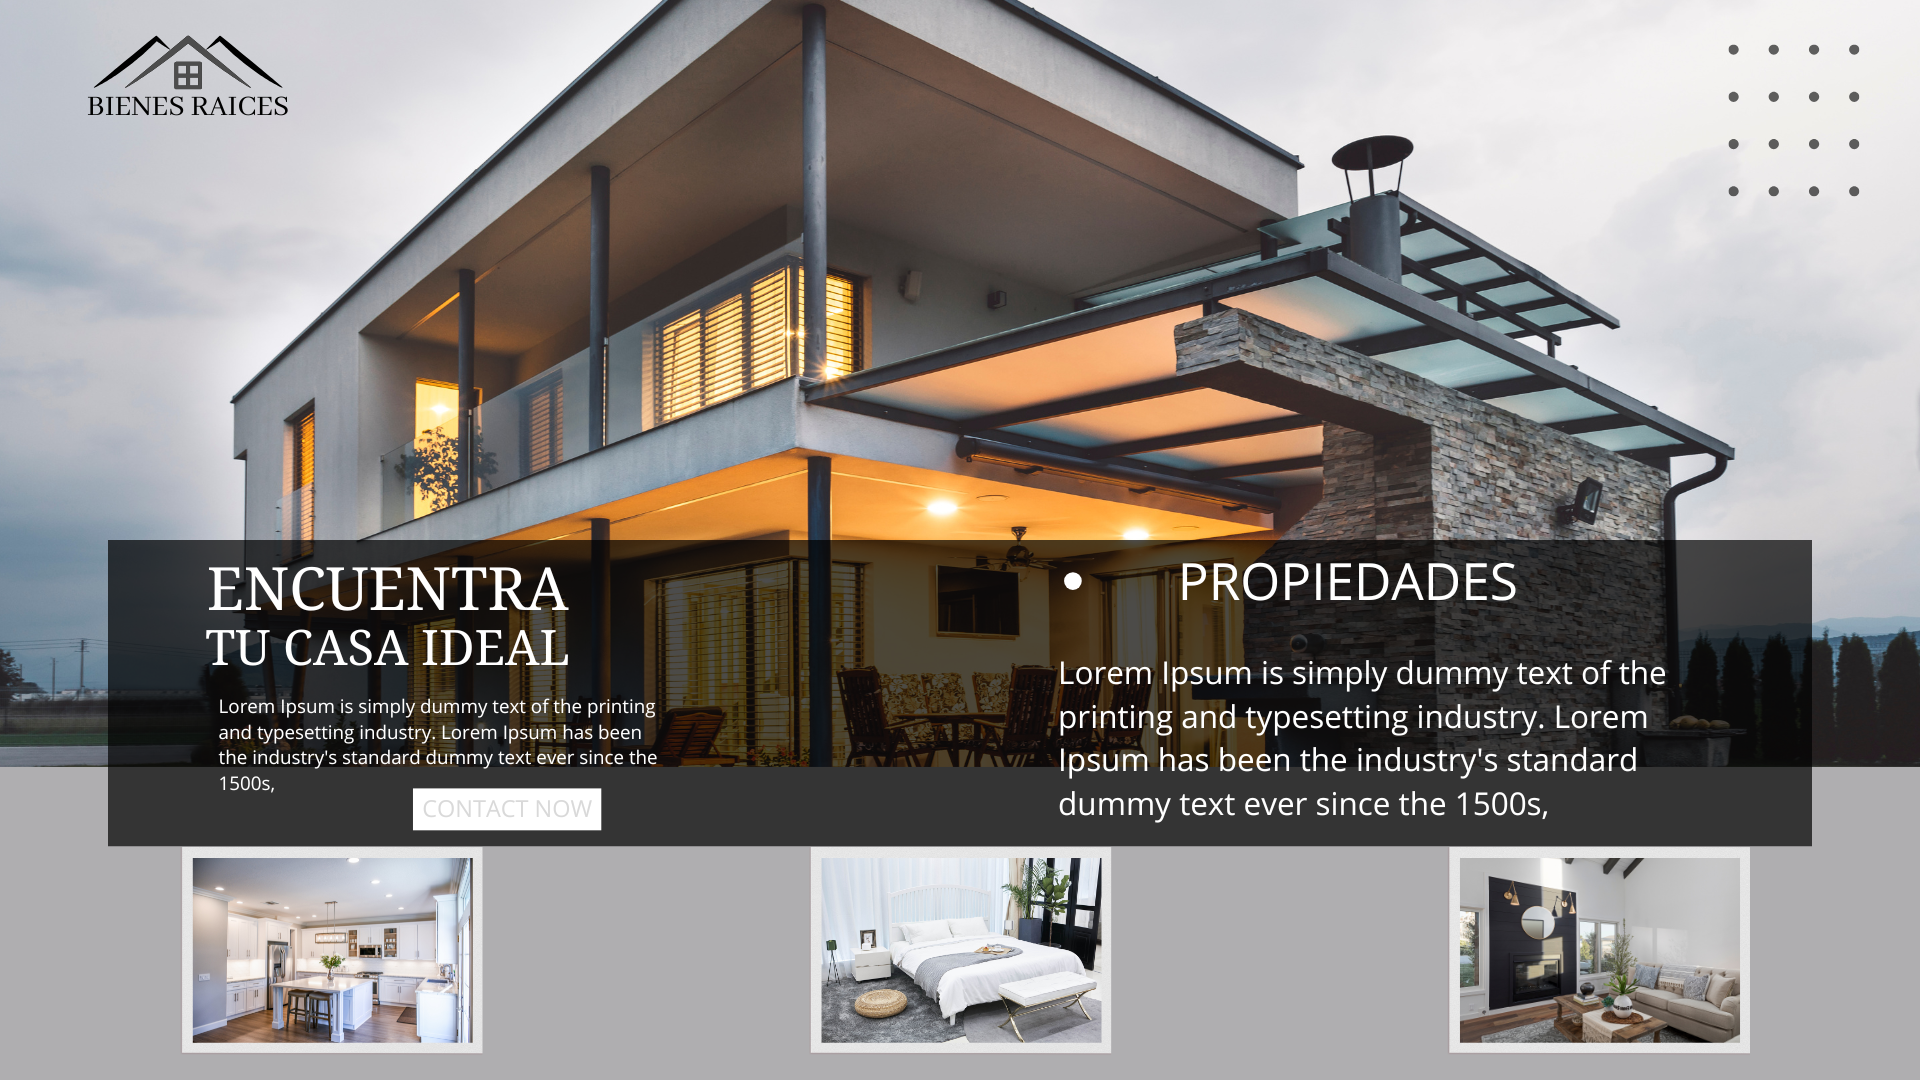 BIENES RAICES
ENCUENTRA
TU CASA IDEAL
Lorem Ipsum is simply dummy text of the printing
and typesetting industry. Lorem Ipsum has been
the industry's standard dummy text ever since the
1500s,
CONTACT NOW
• PROPIEDADES
Lorem Ipsum is simply dummy text of the
printing and typesetting industry. Lorem
Ipsum has been the industry's standard
dummy text ever since the 1500s,